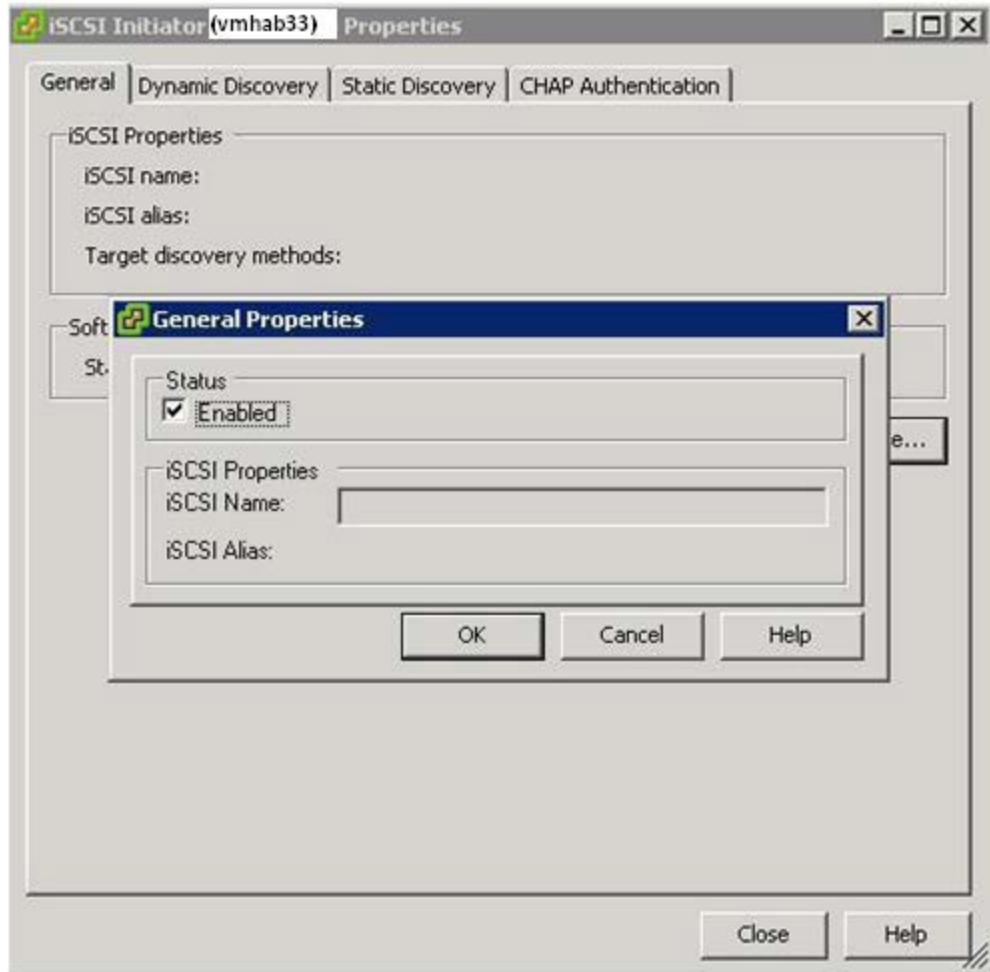 iSCSI Initiator (vmhab33) Properties
General Dynamic Discovery Static Discovery CHAP Authentication
iSCSI Properties
iSCSI name:
iSCSI alias:
Target discovery methods:
General Properties
Soft
Sta
Status
Enabled
e...
iSCSI Properties
iSCSI Name:
iSCSI Alias:
OK Cancel Help
Close Help